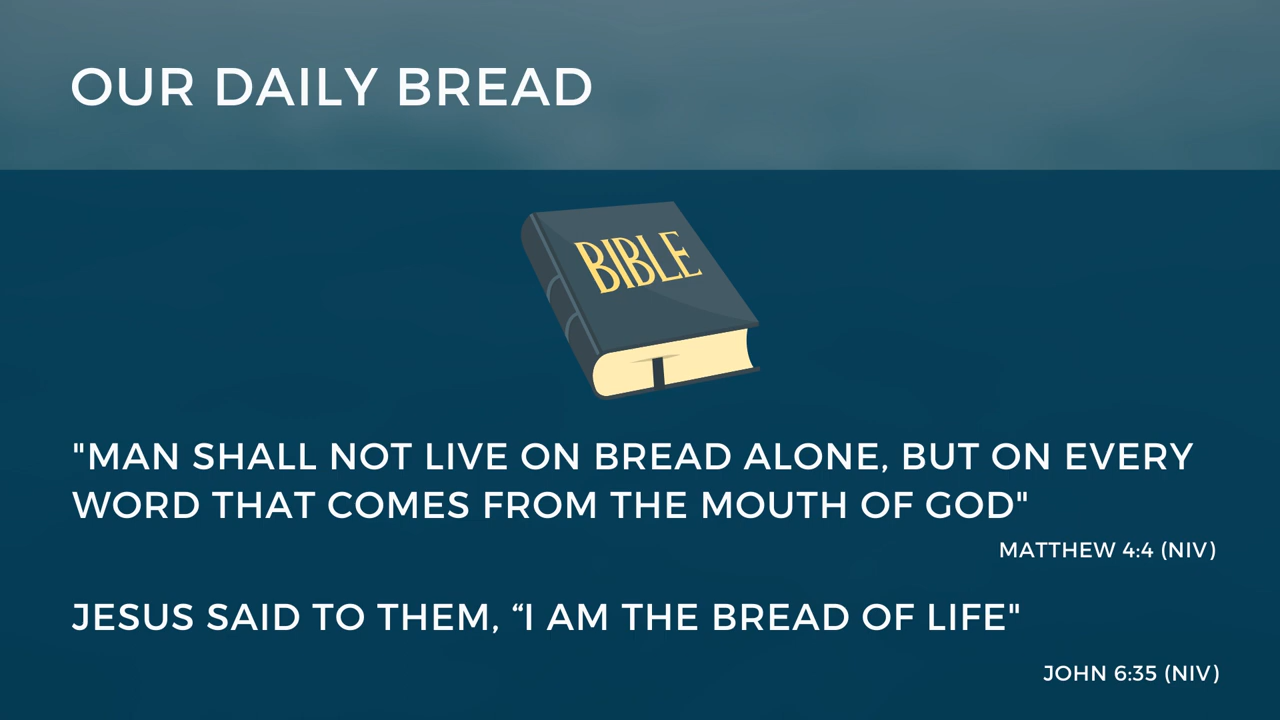 OUR DAILY BREAD
BIBLE
"MAN SHALL NOT LIVE ON BREAD ALONE, BUT ON EVERY
WORD THAT COMES FROM THE MOUTH OF GOD"
MATTHEW 4:4 (NIV)
JESUS SAID TO THEM, “I AM THE BREAD OF LIFE"
JOHN 6:35 (NIV)